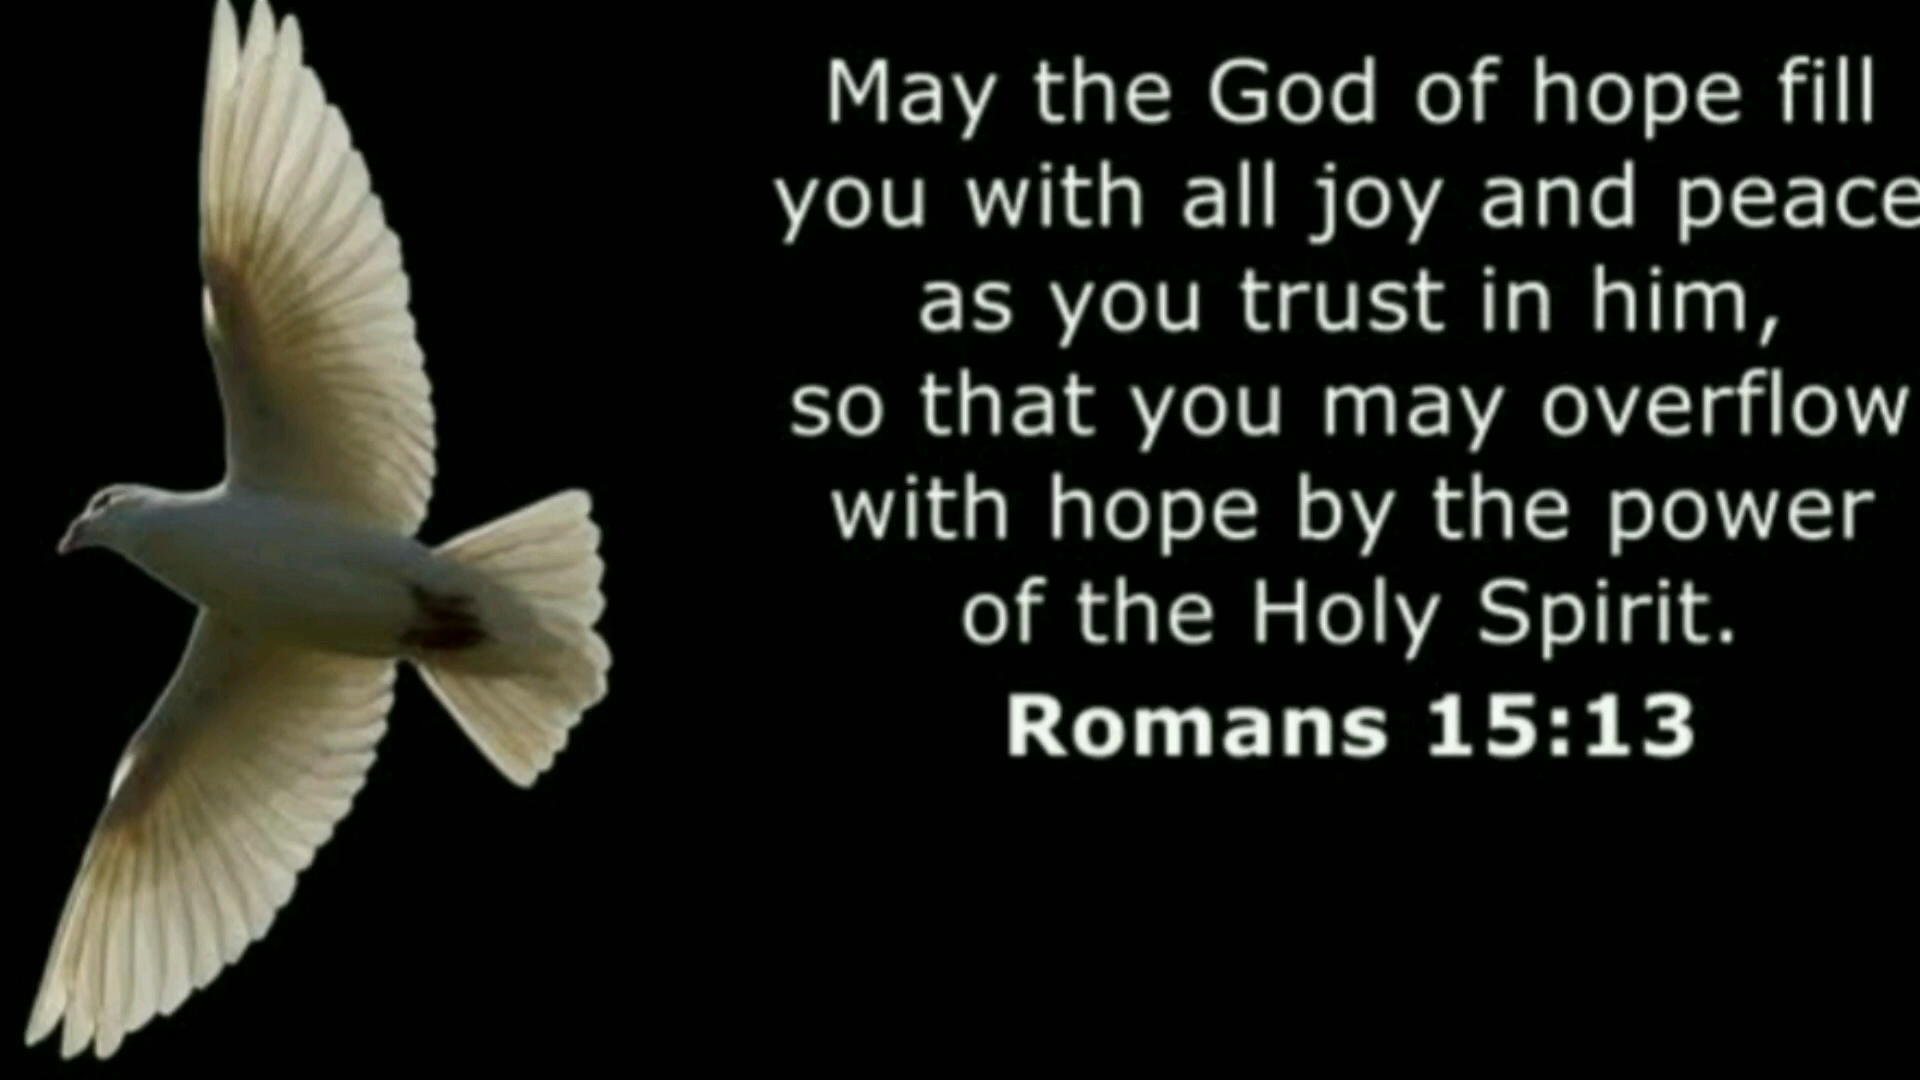 May the God of hope fill
you with all joy and peace
as you trust in him,
so that you may overflow
with hope by the power
of the Holy Spirit.
Romans 15:13